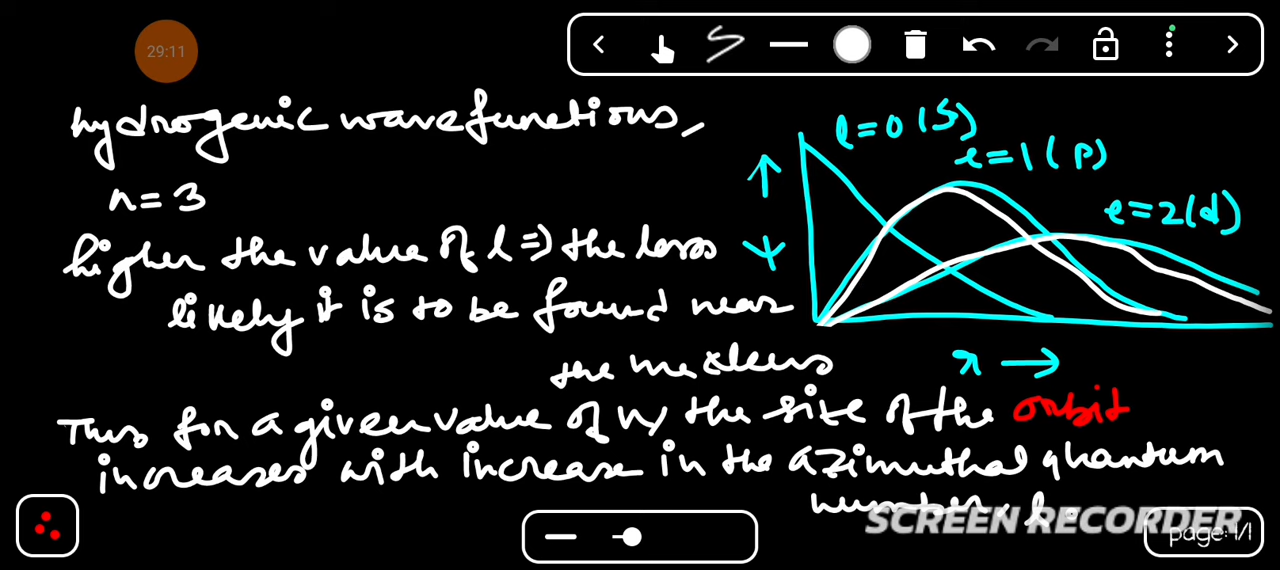 29:11
hydrogenic wavefunctions,
n = 3
higher the value of l => the less
likely it is to be found near
the nucleus
l=0 (S)
l=1 (p)
l=2(d)
r →
Thus for a given value of n, the size of the orbit
increases with increase in the azimuthal quantum
number, l.
SCREEN RECORDER
page:1/1